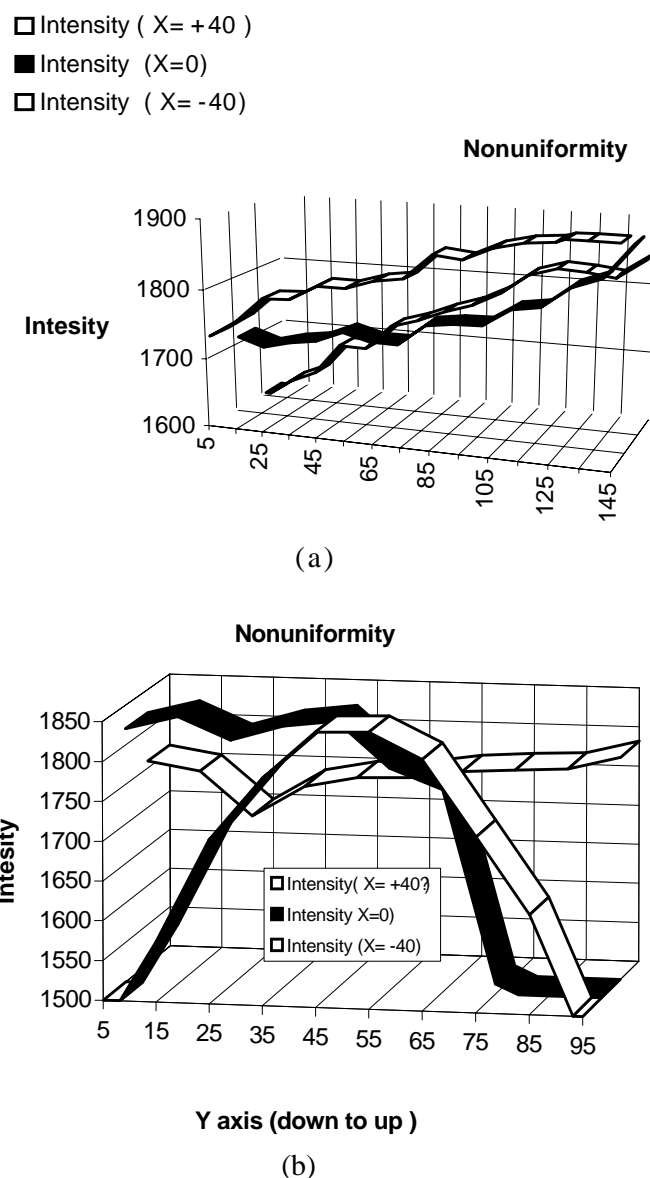 Intensity ( X= +40 )
Intensity (X=0)
Intensity ( X= -40)
Nonuniformity
1900
1800
1700
1600
Intesity
5
25
45
65
85
105
125
145
(a)
Nonuniformity
1850
1800
1750
1700
1650
1600
1550
1500
Intesity
Intensity( X= +40?
Intensity X=0)
Intensity (X= -40)
5
15
25
35
45
55
65
75
85
95
Y axis (down to up )
(b)